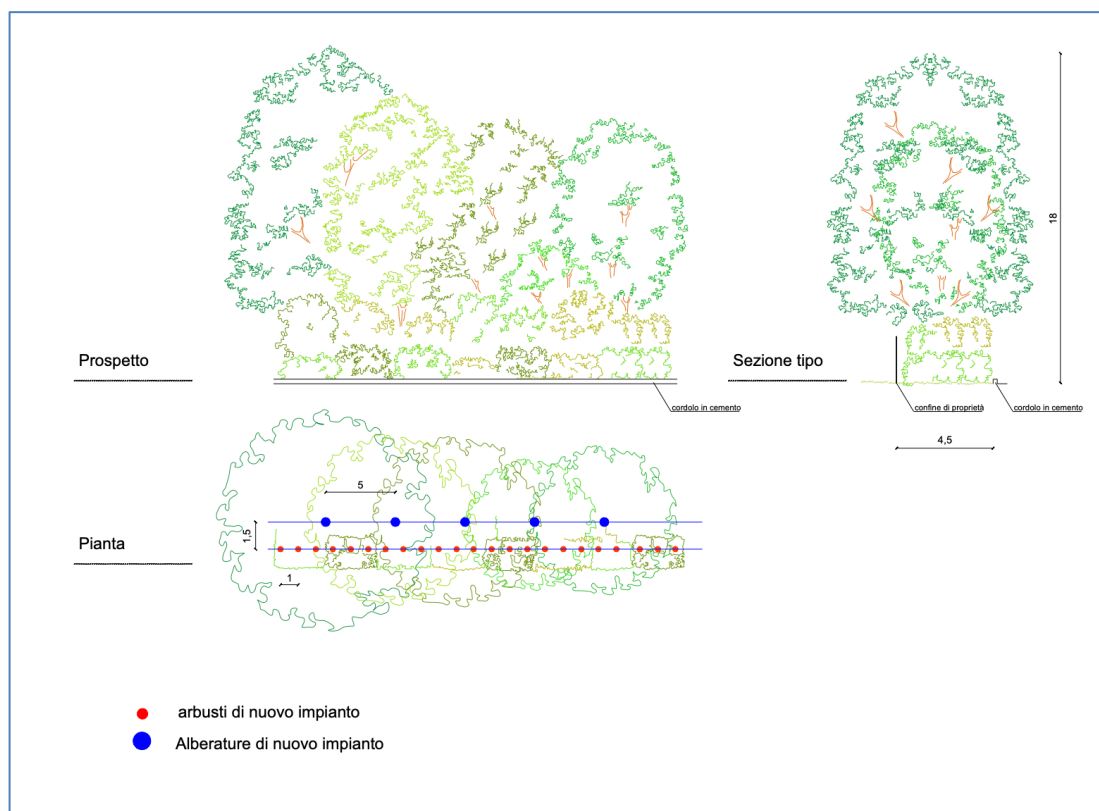 18
Prospetto
Sezione tipo
cordolo in cemento
confine di proprietà
cordolo in cemento
4,5
5
1,5
Pianta
1
arbusti di nuovo impianto
Alberature di nuovo impianto